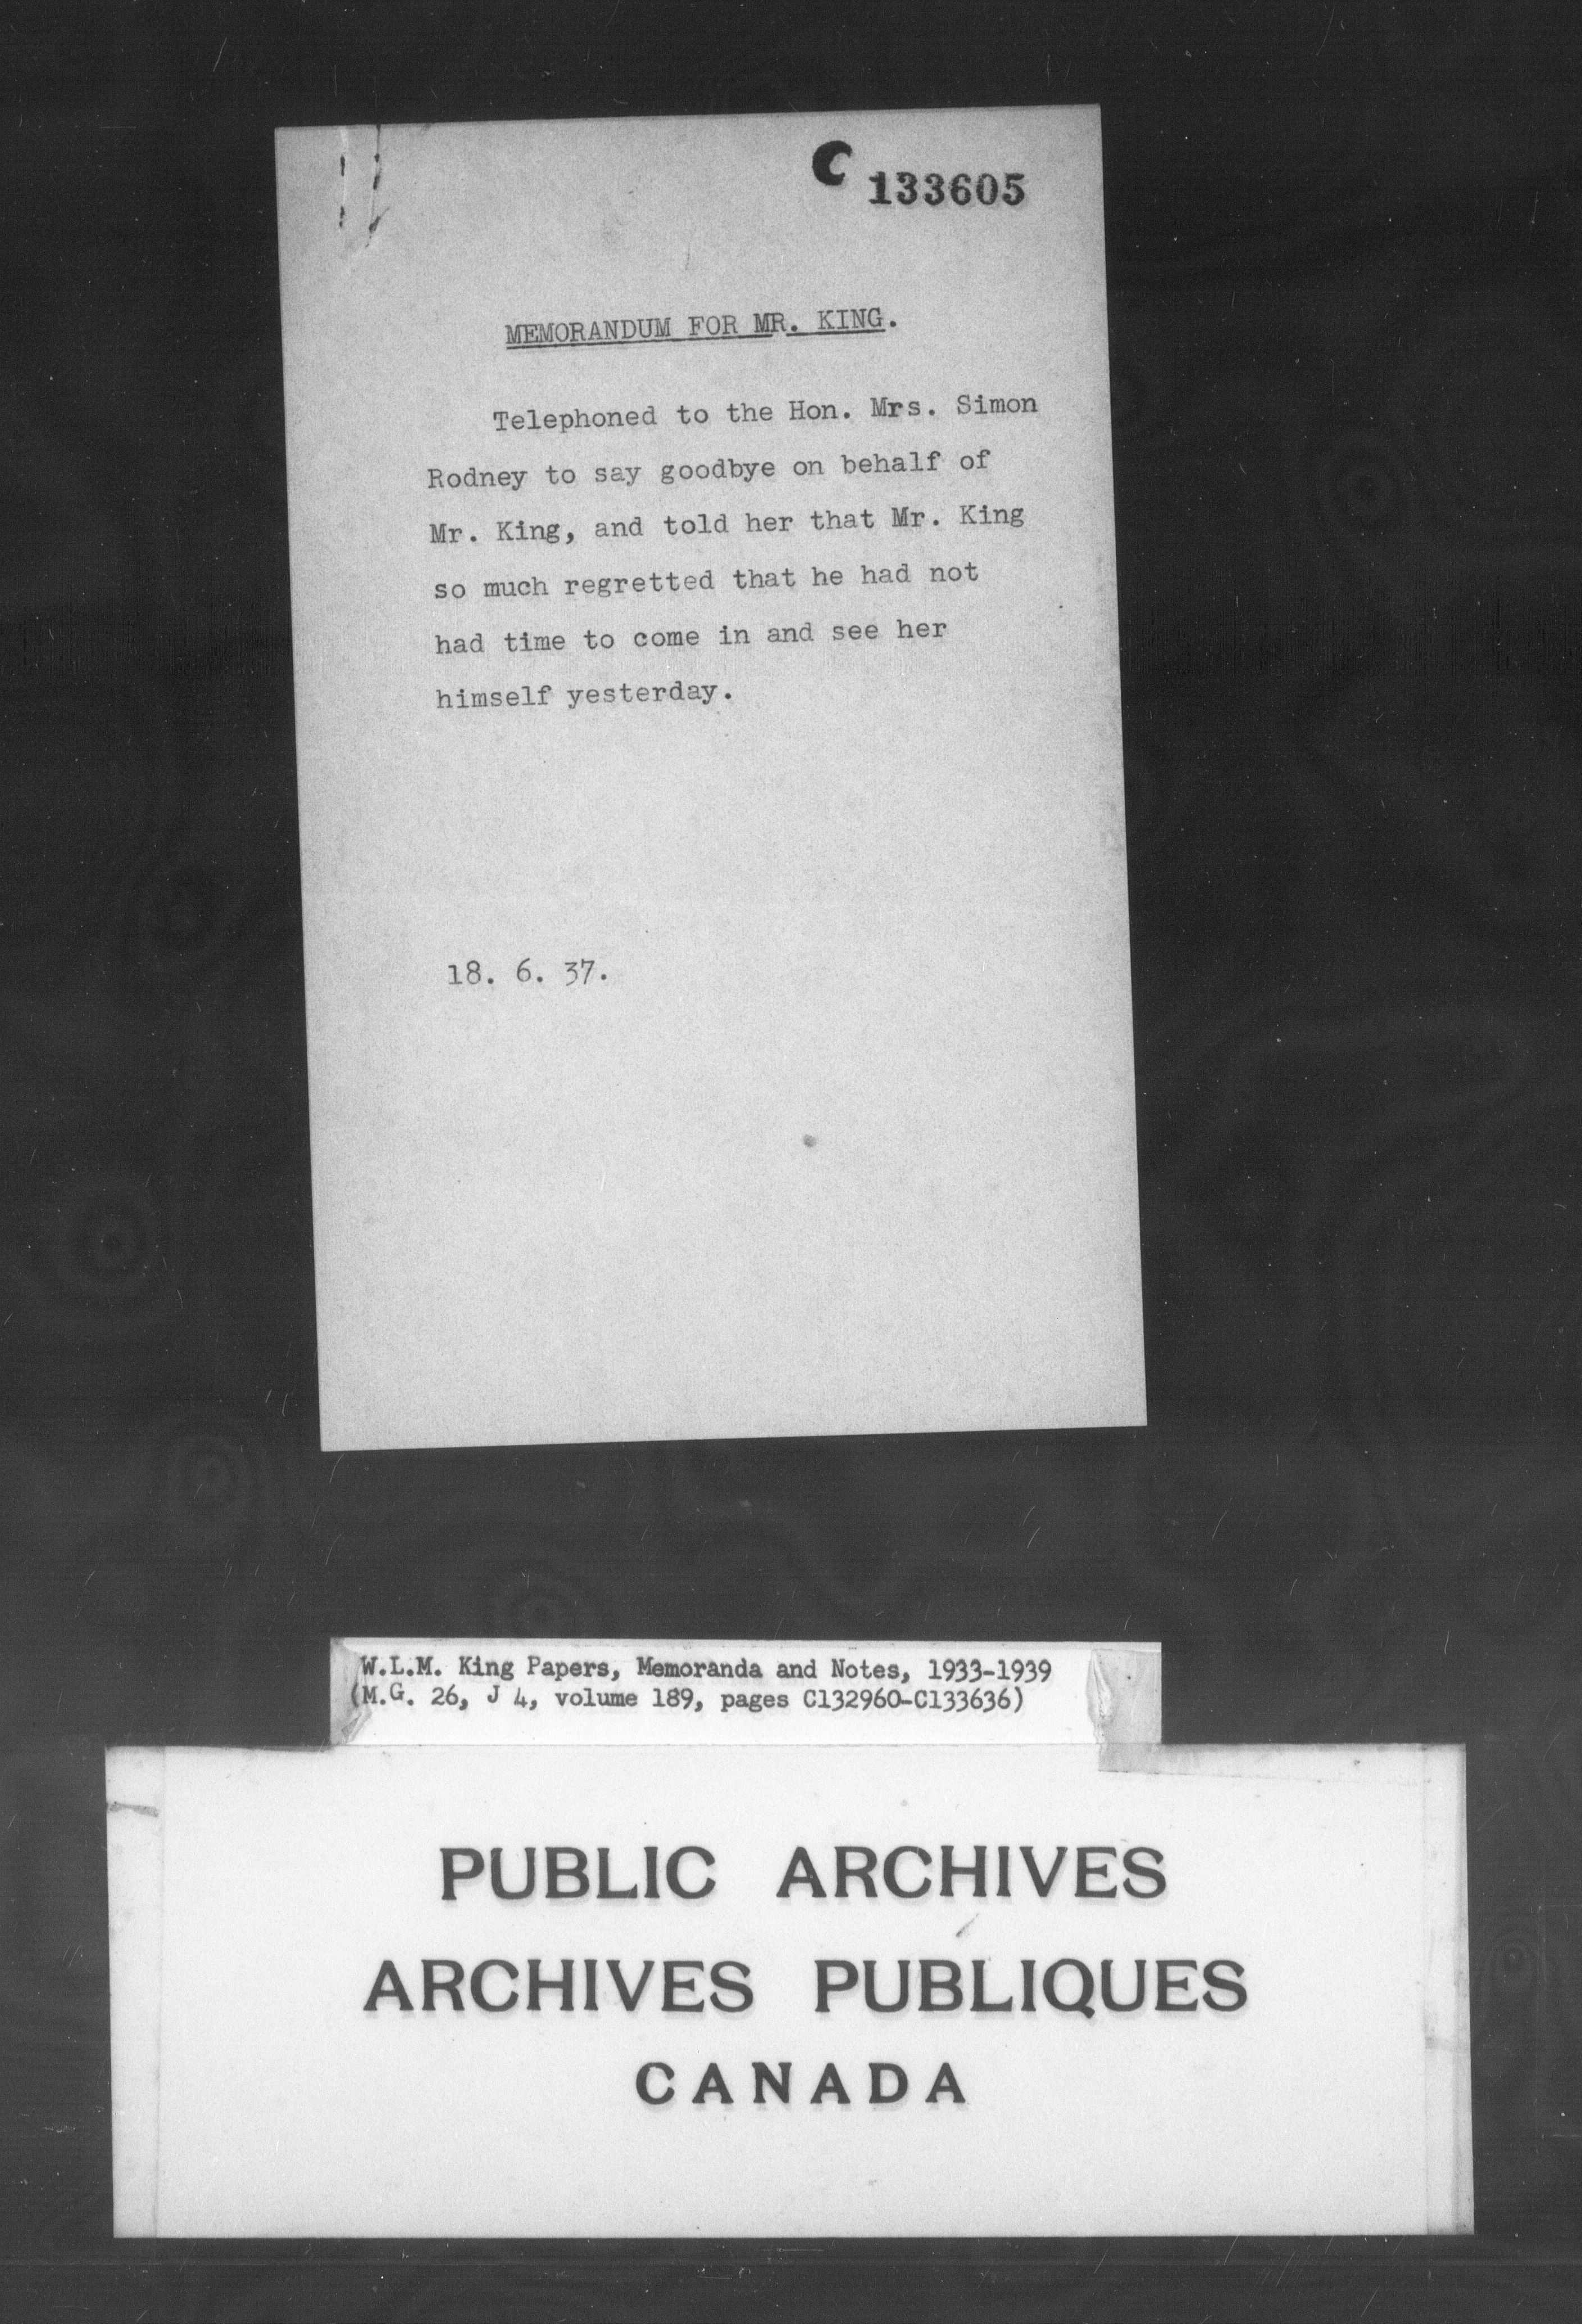 C 133605
MEMORANDUM FOR MR. KING.
Telephoned to the Hon. Mrs. Simon
Rodney to say goodbye on behalf of
Mr. King, and told her that Mr. King
so much regretted that he had not
had time to come in and see her
himself yesterday.
18. 6. 37.
W.L.M. King Papers, Memoranda and Notes, 1933-1939
(M.G. 26, J 4, volume 189, pages C132960-C133636)
PUBLIC ARCHIVES
ARCHIVES PUBLIQUES
CANADA